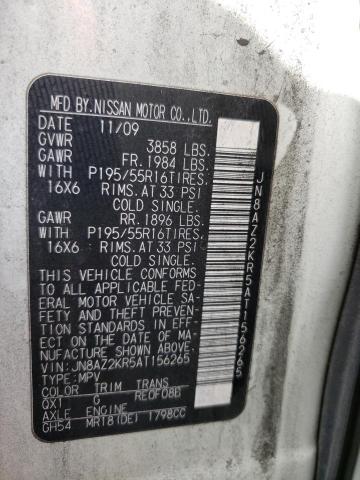 MFD BY.NISSAN MOTOR CO.,LTD.
DATE 11/09
GVWR 3858 LBS.
GAWR FR. 1984 LBS.
WITH P195/55R16TIRES.
16X6 RIMS. AT 33 PSI
COLD SINGLE.
GAWR RR. 1896 LBS.
WITH P195/55R16TIRES.
16X6 RIMS. AT 33 PSI
COLD SINGLE.
THIS VEHICLE CONFORMS
TO ALL APPLICABLE FED-
ERAL MOTOR VEHICLE SA-
FETY AND THEFT PREVENTION
STANDARDS IN EFF-
ECT ON THE DATE OF MA-
NUFACTURE SHOWN ABOVE.
VIN: JN8AZ2KR5AT156265
TYPE: MPV
COLOR TRIM TRANS
QX1 G RE0F08B
AXLE ENGINE
GH54 MRT8(DE) 1798CC
JN8AZ2KR5AT156265